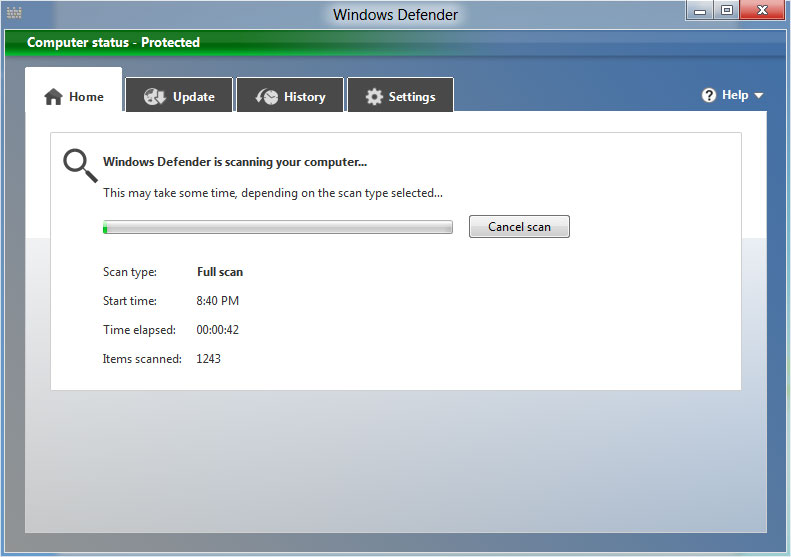 Windows Defender
Computer status - Protected
Home
Update
History
Settings
Help
Windows Defender is scanning your computer...
This may take some time, depending on the scan type selected...
Cancel scan
Scan type: Full scan
Start time: 8:40 PM
Time elapsed: 00:00:42
Items scanned: 1243